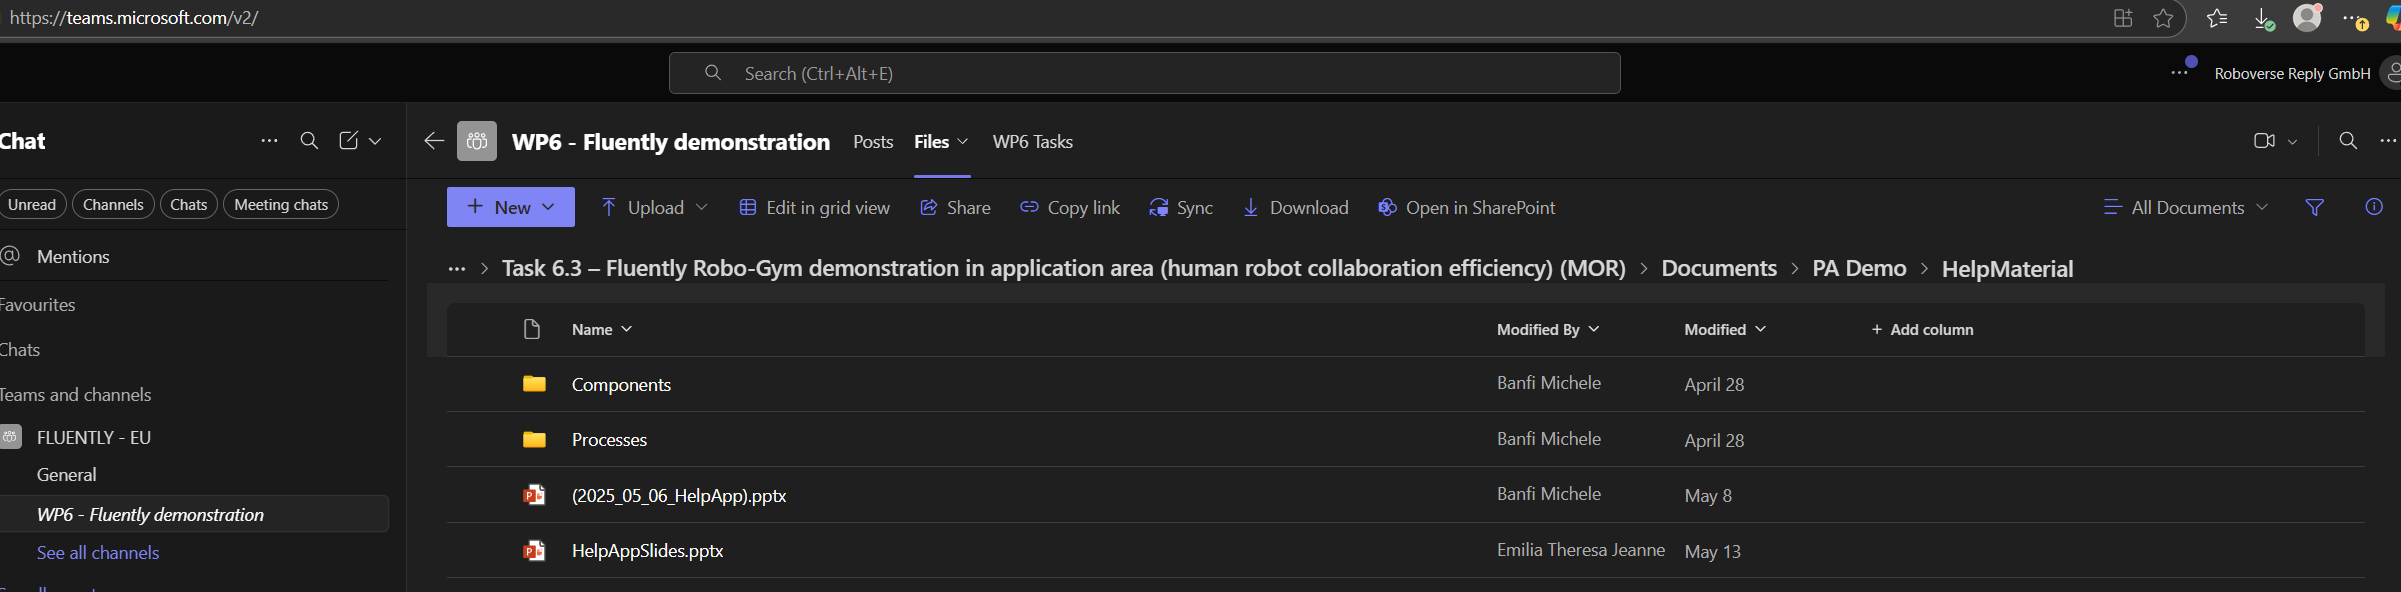 https://teams.microsoft.com/v2/
Search (Ctrl+Alt+E)
Roboverse Reply GmbH
Chat
WP6 - Fluently demonstration
Posts
Files
WP6 Tasks
Unread
Channels
Chats
Meeting chats
New
Upload
Edit in grid view
Share
Copy link
Sync
Download
Open in SharePoint
All Documents
@ Mentions
Favourites
Chats
Teams and channels
FLUENTLY - EU
General
WP6 - Fluently demonstration
See all channels
... > Task 6.3 – Fluently Robo-Gym demonstration in application area (human robot collaboration efficiency) (MOR) > Documents > PA Demo > HelpMaterial
Name Modified By Modified + Add column
Components Banfi Michele April 28
Processes Banfi Michele April 28
(2025_05_06_HelpApp).pptx Banfi Michele May 8
HelpAppSlides.pptx Emilia Theresa Jeanne May 13